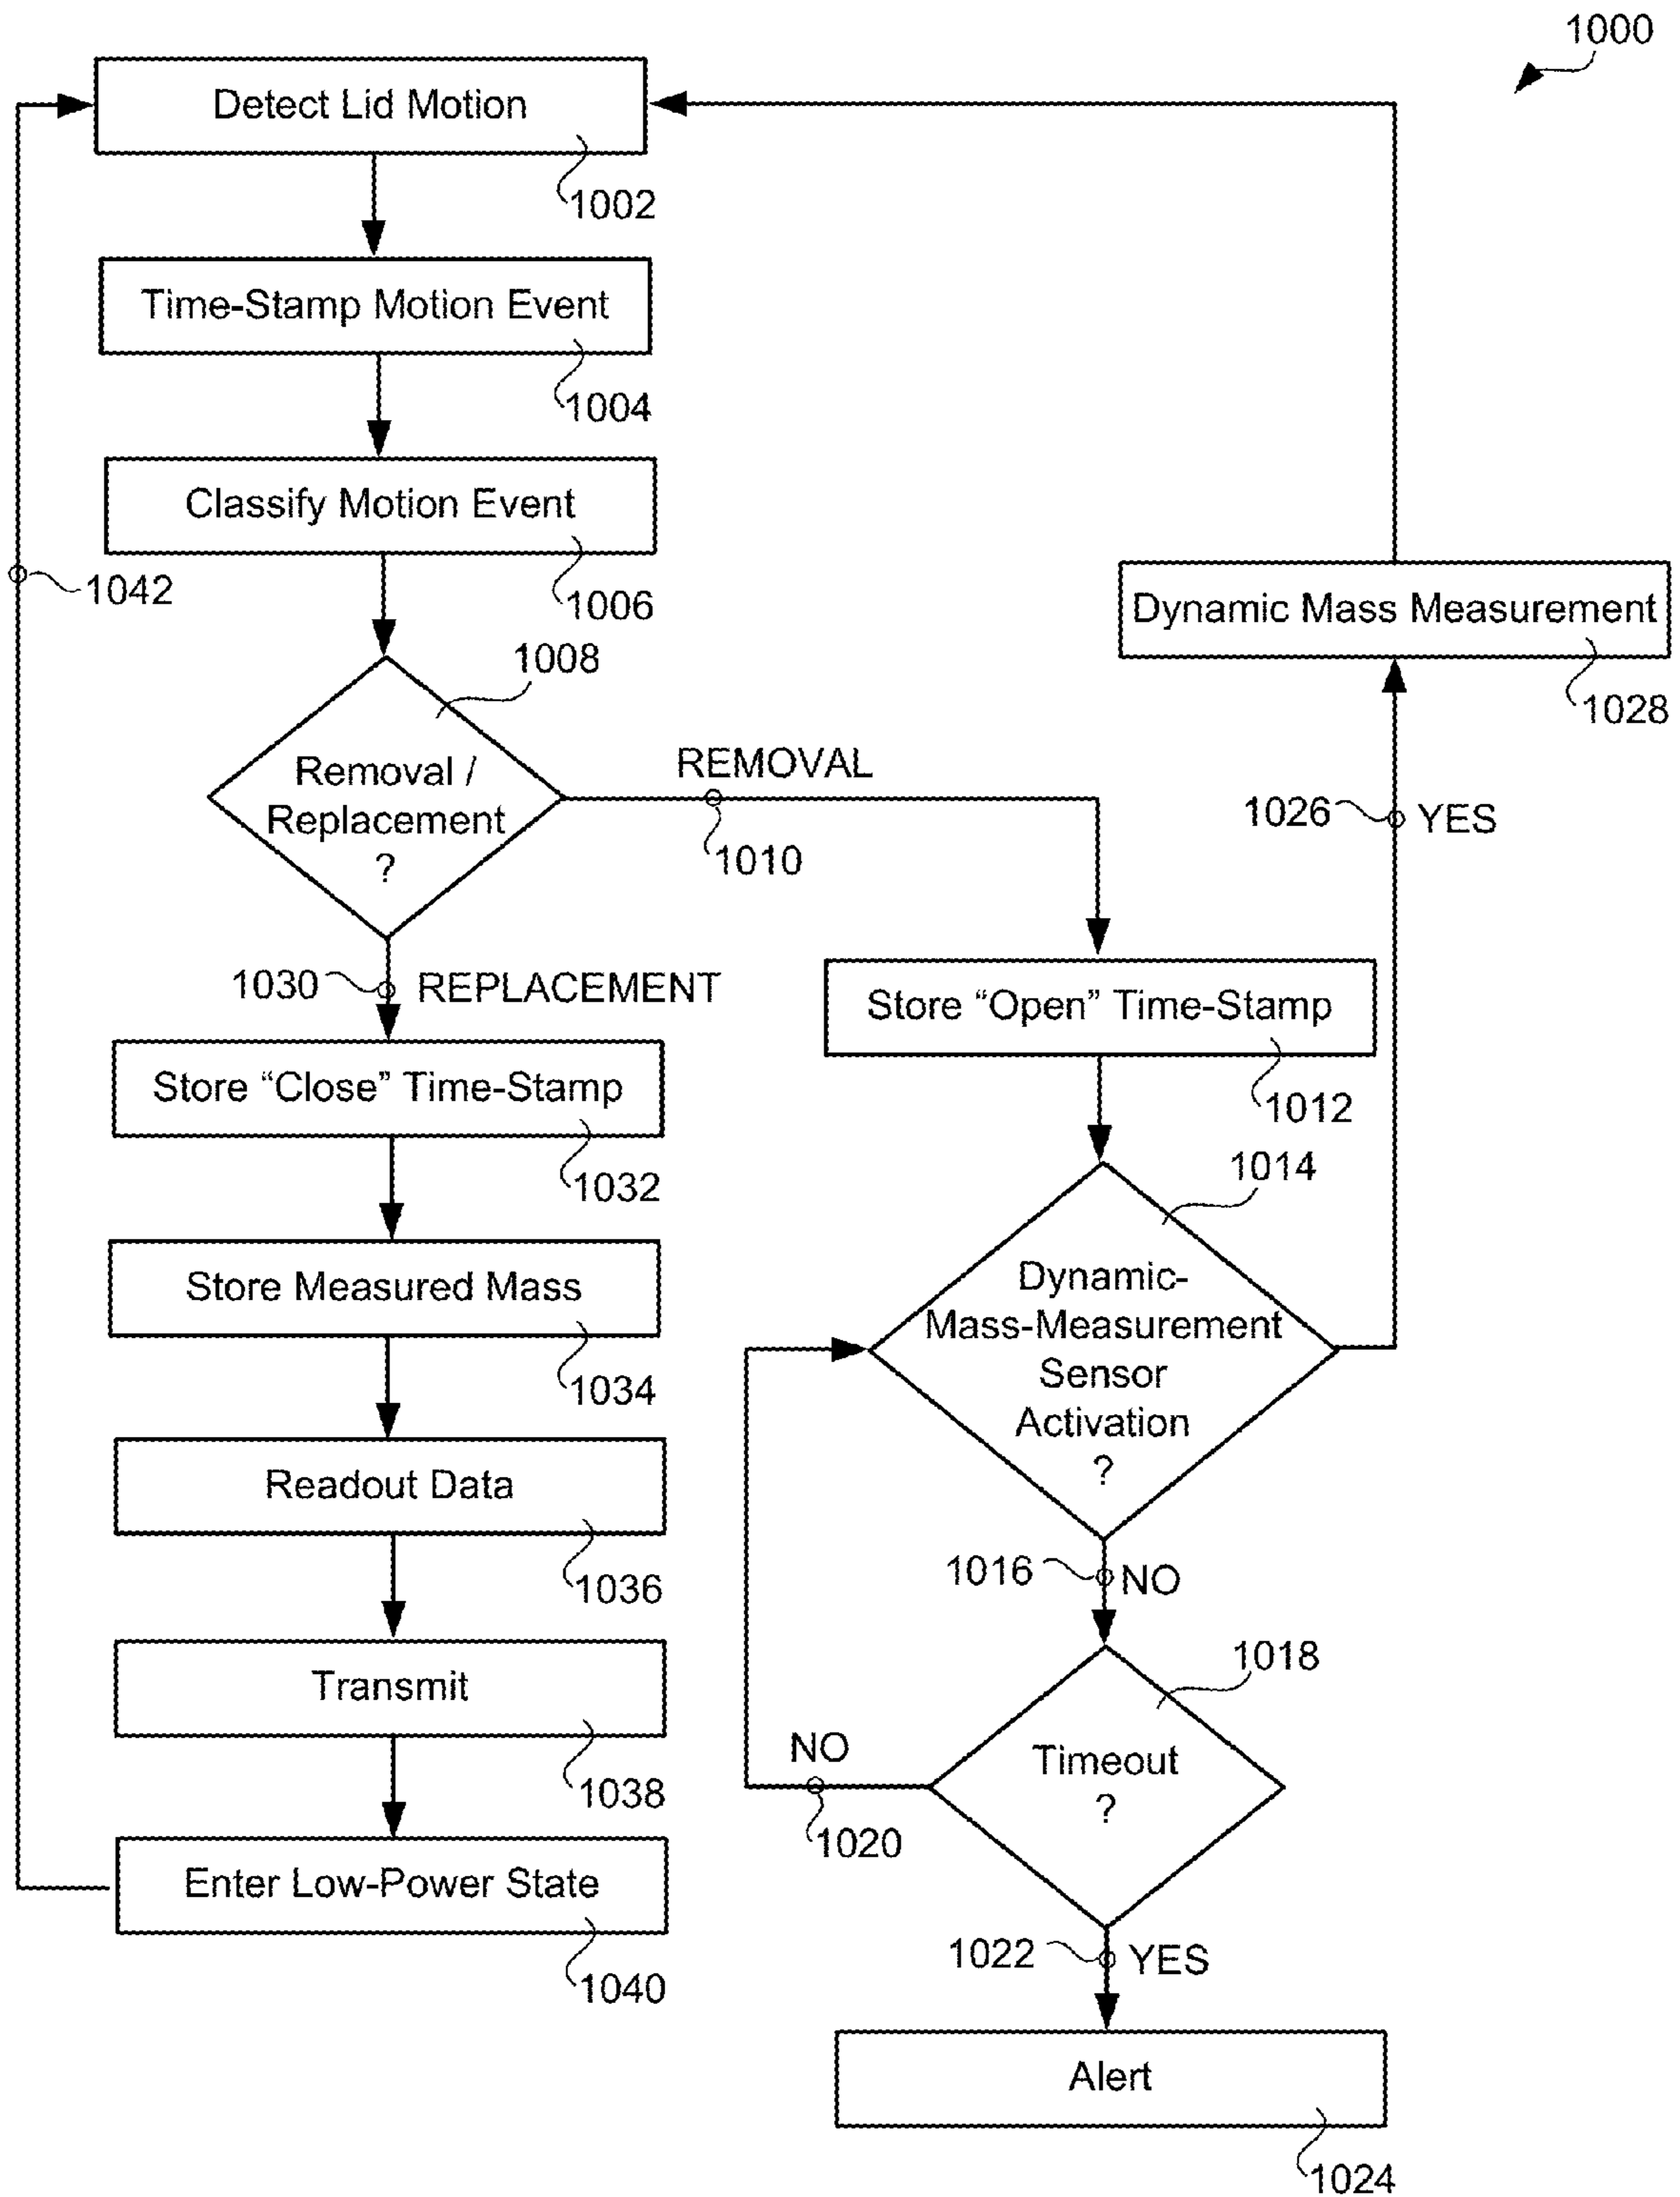 1000
Detect Lid Motion
1002
Time-Stamp Motion Event
1004
Classify Motion Event
1006
1042
Dynamic Mass Measurement
1028
1008
Removal /
Replacement
?
REMOVAL
1010
1026
YES
1030
REPLACEMENT
Store “Open” Time-Stamp
1012
Store “Close” Time-Stamp
1032
1014
Dynamic-
Mass-Measurement
Sensor
Activation
?
Store Measured Mass
1034
Readout Data
1036
1016
NO
1018
Timeout
?
NO
1020
Transmit
1038
Enter Low-Power State
1040
1022
YES
Alert
1024